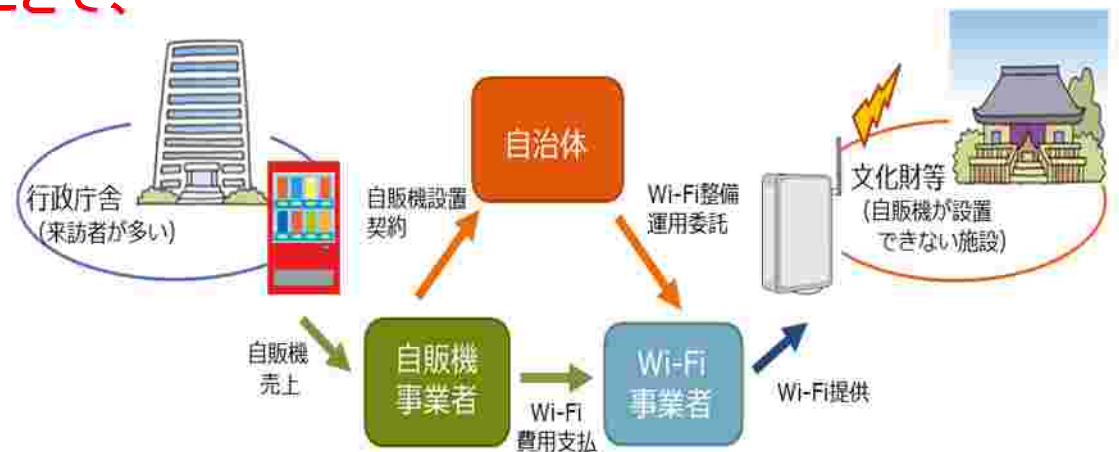 ことで、
自治体
行政庁舎
(来訪者が多い)
自販機設置
契約
Wi-Fi整備
運用委託
文化財等
(自販機が設置
できない施設)
自販機
売上
自販機
事業者
Wi-Fi
費用支払
Wi-Fi
事業者
Wi-Fi提供